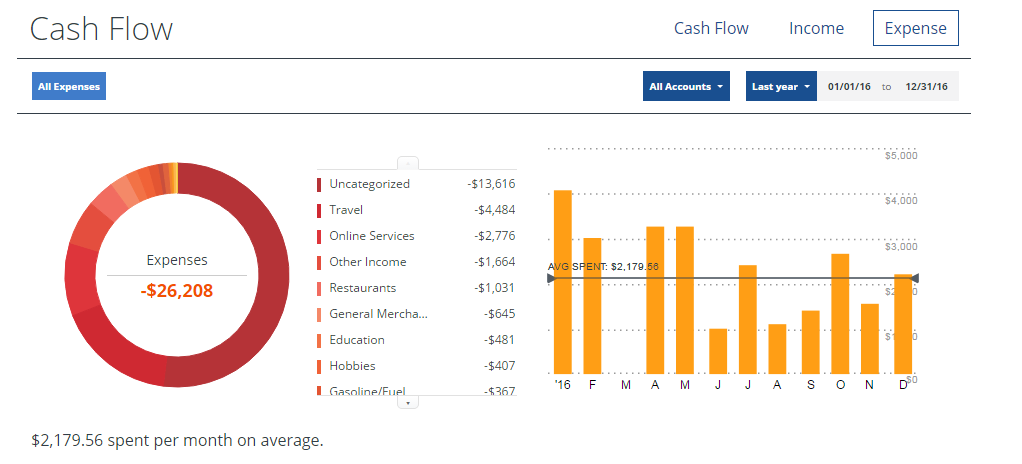 Cash Flow
Cash Flow Income Expense
All Expenses
All Accounts Last year 01/01/16 to 12/31/16
Expenses
-$26,208
Uncategorized -$13,616
Travel -$4,484
Online Services -$2,776
Other Income -$1,664
Restaurants -$1,031
General Mercha... -$645
Education -$481
Hobbies -$407
Gasoline/Fuel -$367
$5,000
$4,000
$3,000
AVG SPENT: $2,179.56
$0
'16 F M A M J J A S O N D
$2,179.56 spent per month on average.